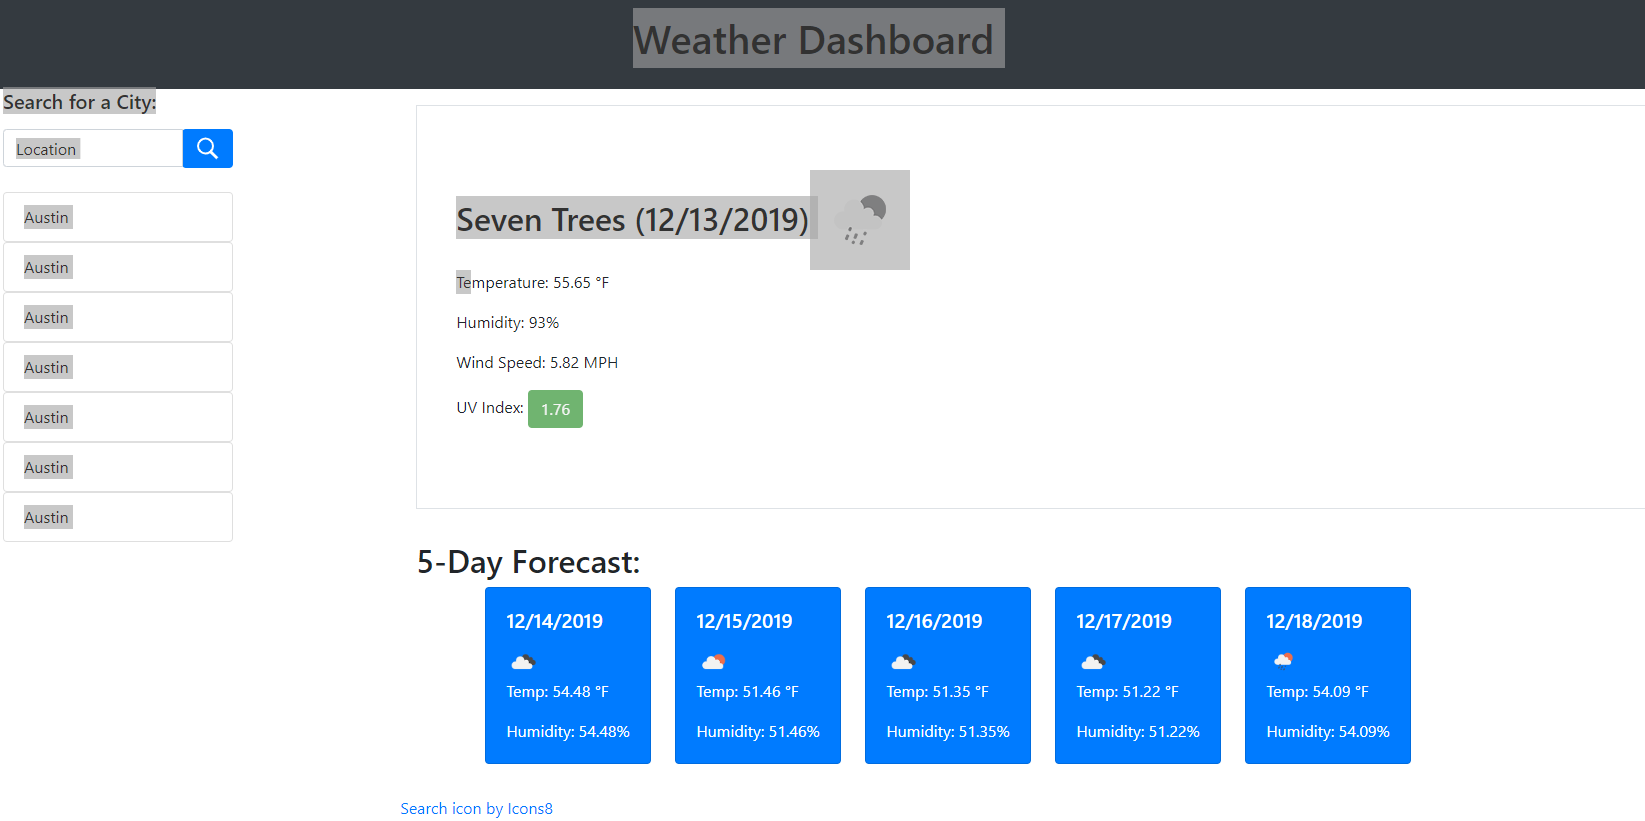 Weather Dashboard
Search for a City:
Location
Austin
Austin
Austin
Austin
Austin
Austin
Austin
Seven Trees (12/13/2019)
Temperature: 55.65 °F
Humidity: 93%
Wind Speed: 5.82 MPH
UV Index: 1.76
5-Day Forecast:
12/14/2019
Temp: 54.48 °F
Humidity: 54.48%
12/15/2019
Temp: 51.46 °F
Humidity: 51.46%
12/16/2019
Temp: 51.35 °F
Humidity: 51.35%
12/17/2019
Temp: 51.22 °F
Humidity: 51.22%
12/18/2019
Temp: 54.09 °F
Humidity: 54.09%
Search icon by Icons8